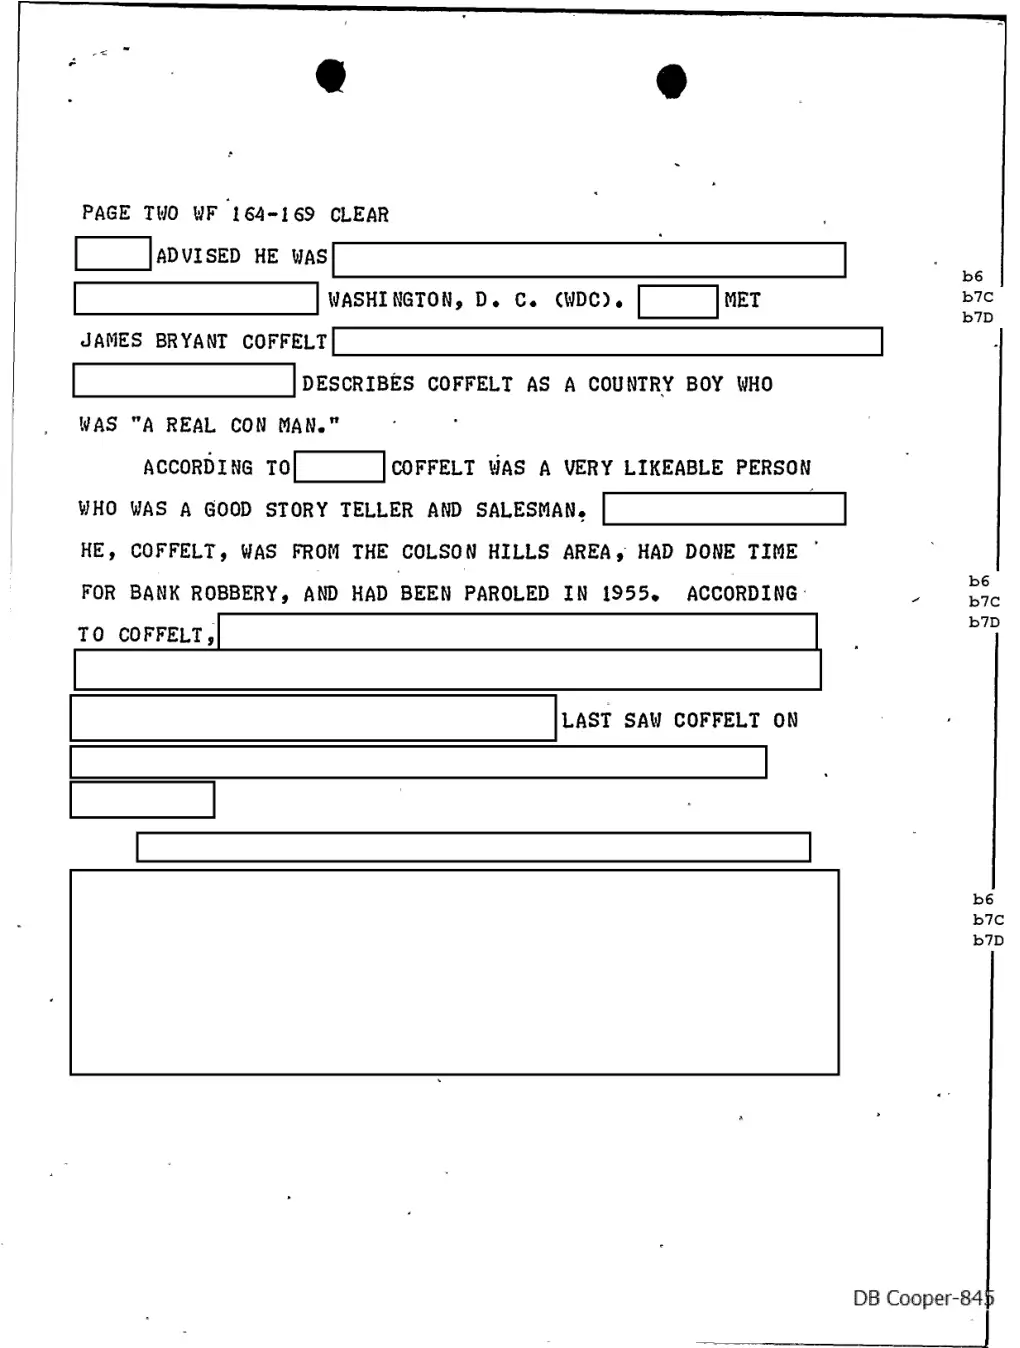 PAGE TWO WF 164-169 CLEAR
ADVISED HE WAS
WASHINGTON, D. C. (WDC). MET
JAMES BRYANT COFFELT
DESCRIBES COFFELT AS A COUNTRY BOY WHO
WAS "A REAL CON MAN."
ACCORDING TO COFFELT WAS A VERY LIKEABLE PERSON
WHO WAS A GOOD STORY TELLER AND SALESMAN.
HE, COFFELT, WAS FROM THE COLSON HILLS AREA, HAD DONE TIME
FOR BANK ROBBERY, AND HAD BEEN PAROLED IN 1955. ACCORDING
TO COFFELT,
LAST SAW COFFELT ON
b6
b7C
b7D
b6
b7C
b7D
b6
b7C
b7D
DB Cooper-845